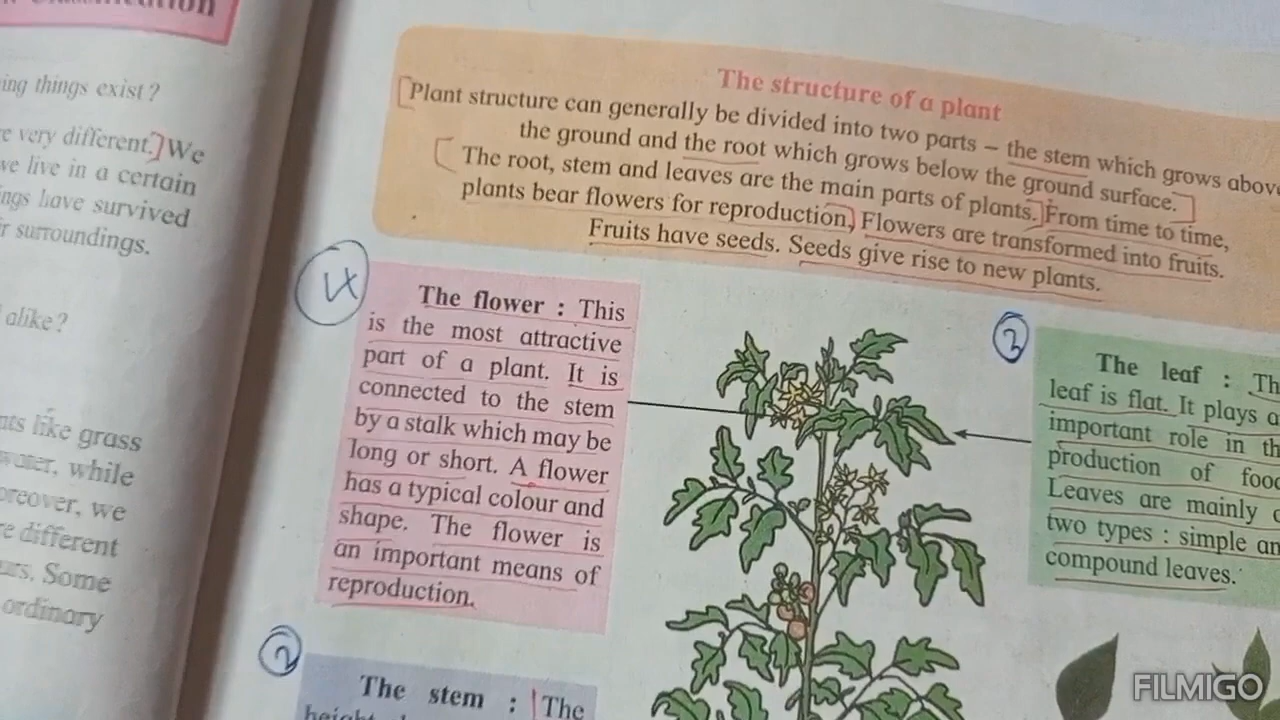 ing things exist?
re very different.] We
we live in a certain
ings have survived
ir surroundings.
alike?
nts like grass
water, while
oreover, we
re different
ears. Some
ordinary
The structure of a plant
[Plant structure can generally be divided into two parts – the stem which grows above
the ground and the root which grows below the ground surface.]
[The root, stem and leaves are the main parts of plants.] From time to time,
plants bear flowers for reproduction, Flowers are transformed into fruits.
Fruits have seeds. Seeds give rise to new plants.
4
The flower : This
is the most attractive
part of a plant. It is
connected to the stem
by a stalk which may be
long or short. A flower
has a typical colour and
shape. The flower is
an important means of
reproduction.
The leaf : Th
leaf is flat. It plays a
important role in th
production of food
Leaves are mainly o
two types : simple an
compound leaves.
2
The stem : The
FILMIGO